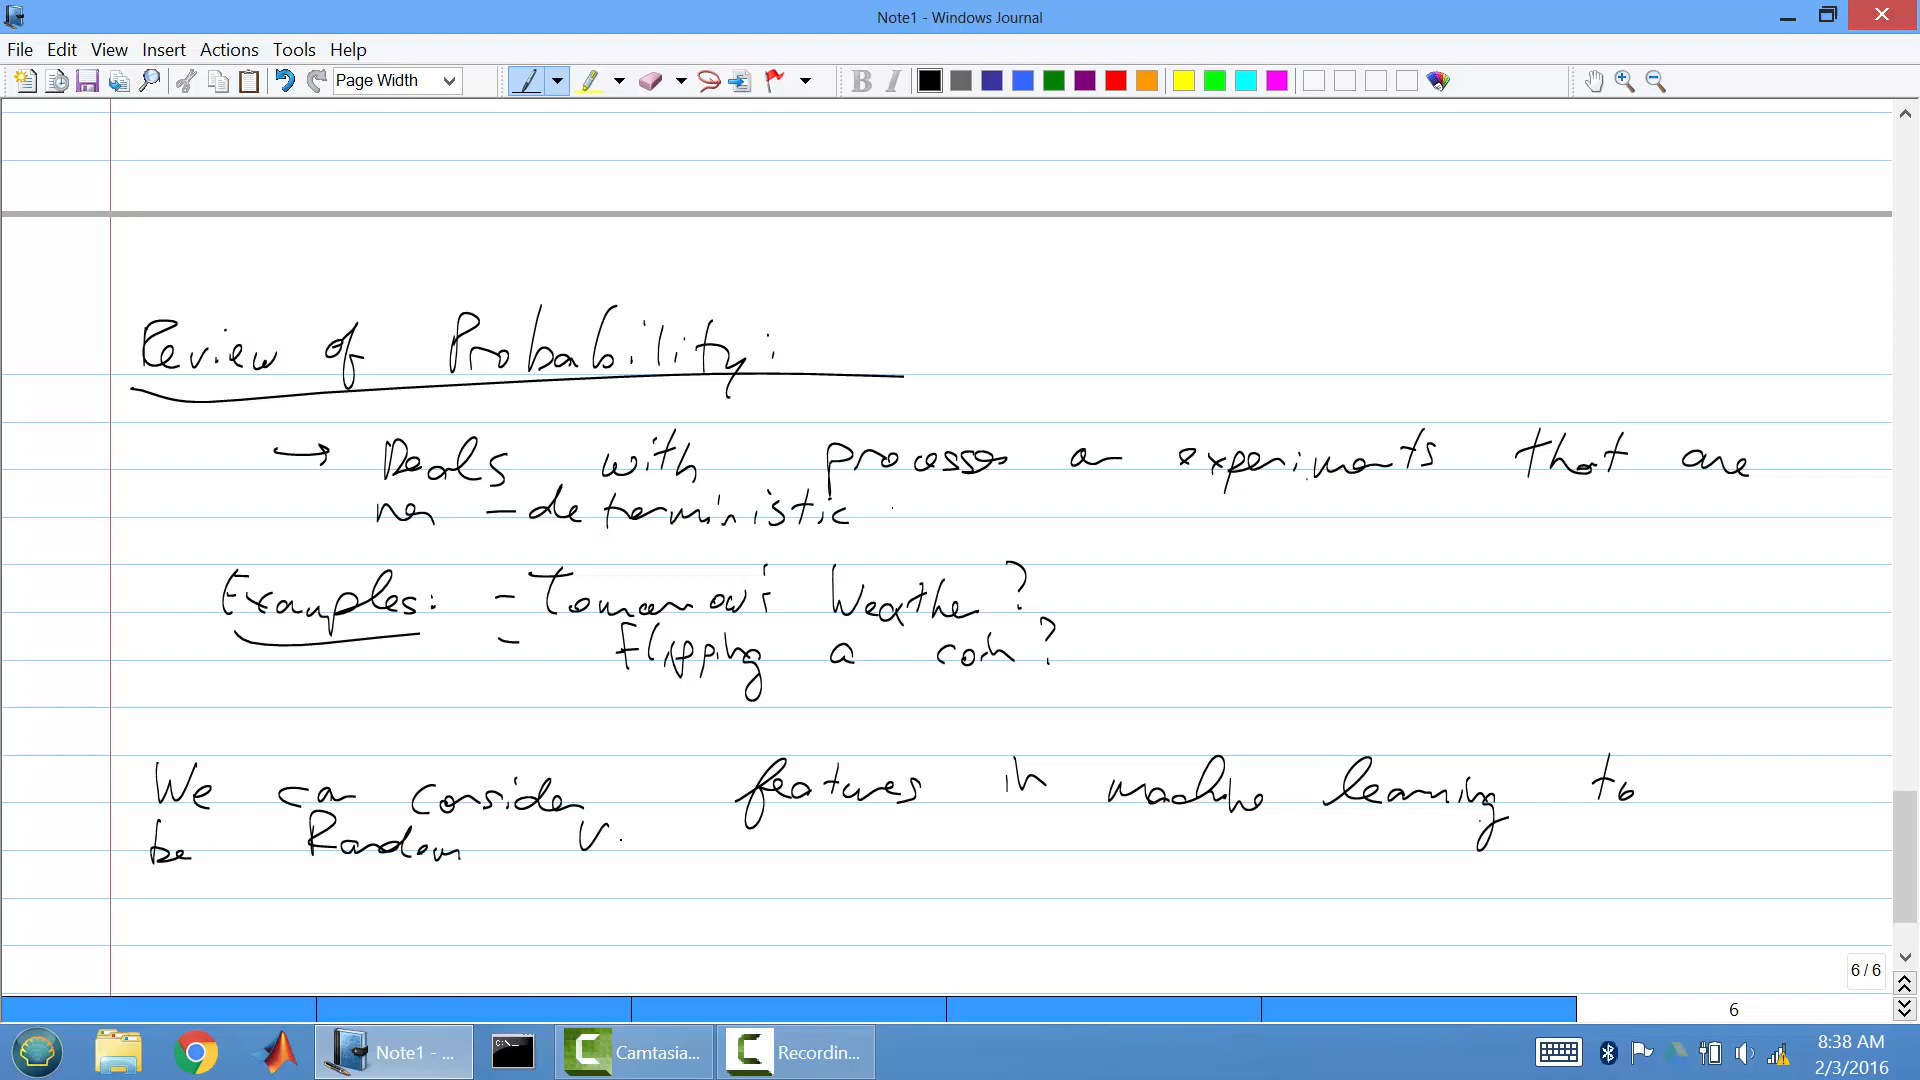 Note1 - Windows Journal
File Edit View Insert Actions Tools Help
Page Width
B I
Review of Probability:
→ Deals with processes or experiments that are
non-deterministic.
Examples: - Tomorrow's Weather?
- Flipping a coin?
We can consider features in machine learning to
be Random V.
6 / 6
6
C:\_
Note1 - ...
C Camtasia...
C Recordin...
8:38 AM
2/3/2016